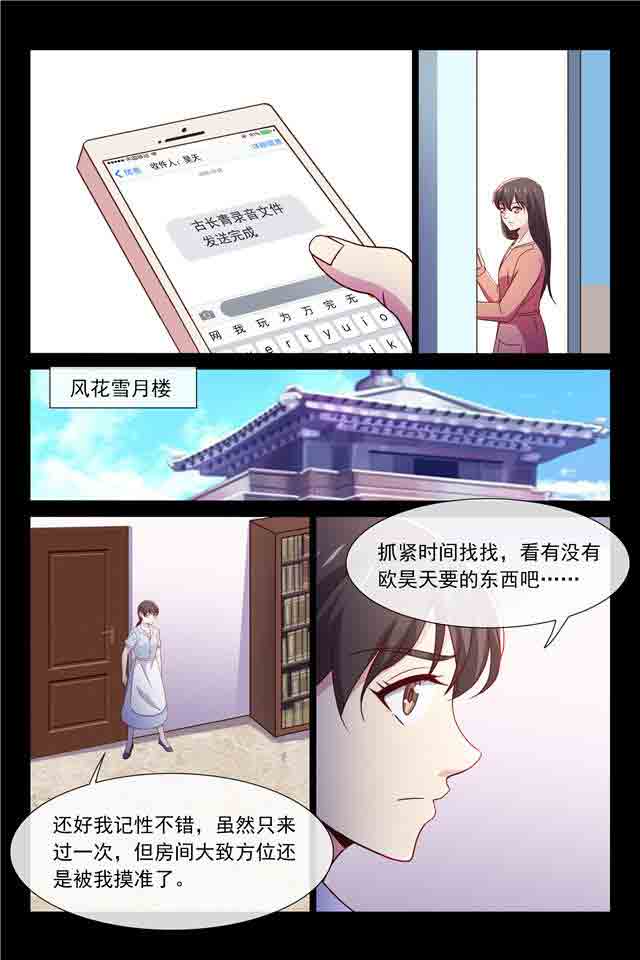 收件人：昊天
古长青录音文件
发送完成
网 我 玩 为 万 完 无
e r t y u i o
j k
风花雪月楼
抓紧时间找找，看有没有
欧昊天要的东西吧……
还好我记性不错，虽然只来
过一次，但房间大致方位还
是被我摸准了。